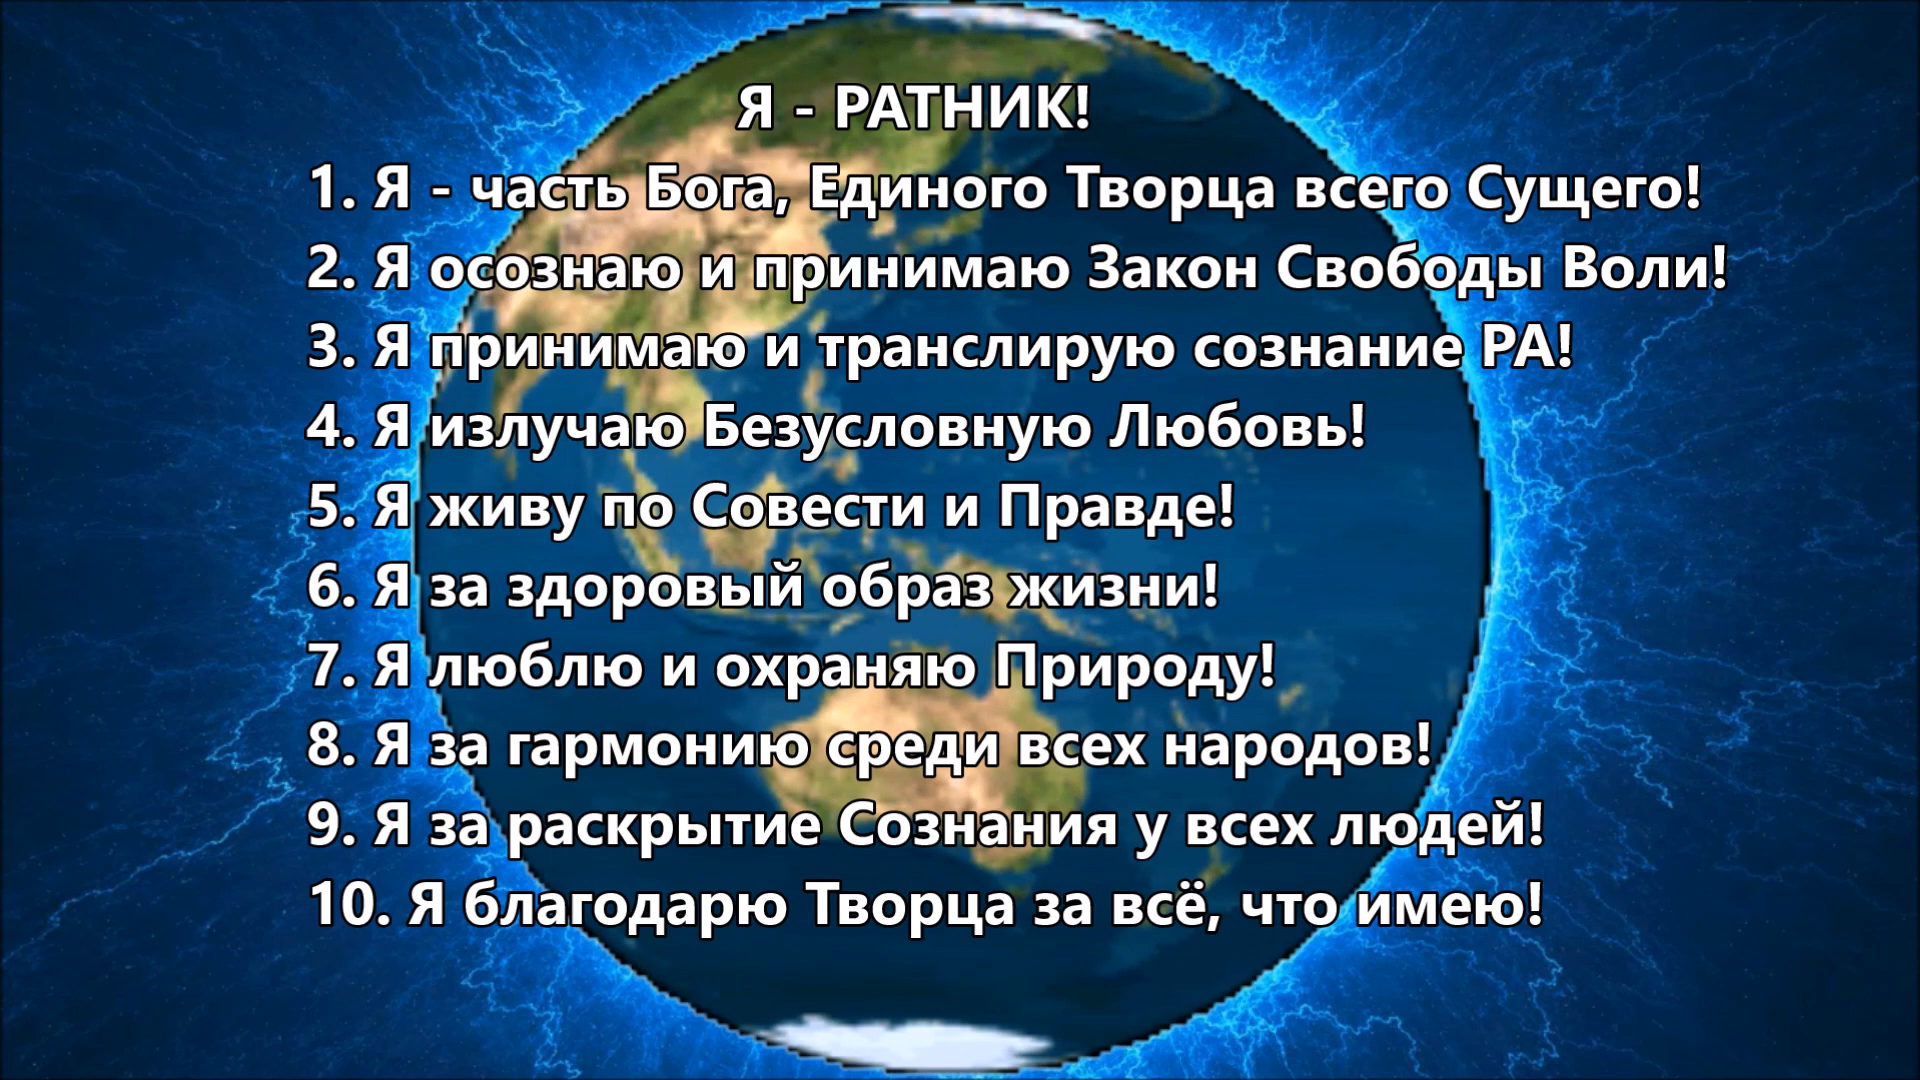 Я - РАТНИК!
1. Я - часть Бога, Единого Творца всего Сущего!
2. Я осознаю и принимаю Закон Свободы Воли!
3. Я принимаю и транслирую сознание РА!
4. Я излучаю Безусловную Любовь!
5. Я живу по Совести и Правде!
6. Я за здоровый образ жизни!
7. Я люблю и охраняю Природу!
8. Я за гармонию среди всех народов!
9. Я за раскрытие Сознания у всех людей!
10. Я благодарю Творца за всё, что имею!